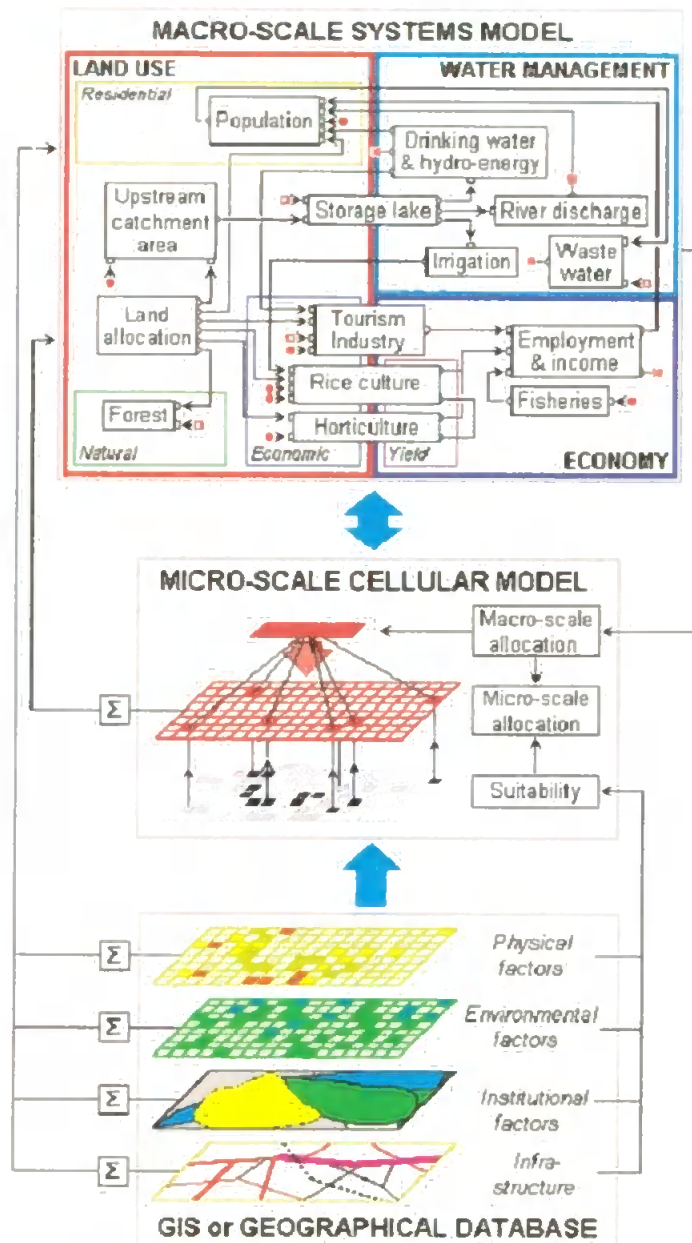 MACRO-SCALE SYSTEMS MODEL
LAND USE
WATER MANAGEMENT
Residential
Population
Drinking water
& hydro-energy
Upstream
catchment
area
Storage lake
River discharge
Irrigation
Waste
water
Land
allocation
Tourism
Industry
Employment
& income
Rice culture
Forest
Fisheries
Horticulture
Natural
Economic
Yield
ECONOMY
MICRO-SCALE CELLULAR MODEL
Macro-scale
allocation
Σ
Micro-scale
allocation
Suitability
Σ
Physical
factors
Σ
Environmental
factors
Σ
Institutional
factors
Σ
Infra-
structure
GIS or GEOGRAPHICAL DATABASE